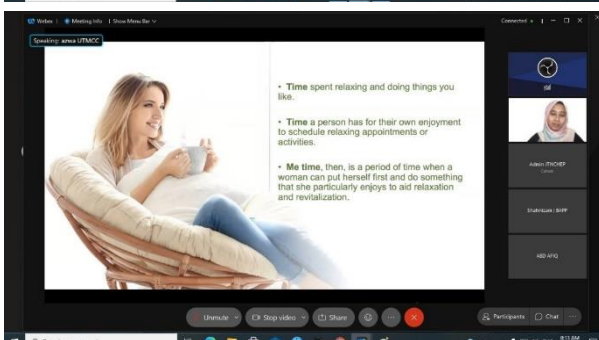 Webex
Meeting Info
Show Menu Bar
Connected
Speaking: azwa UTMCC
• Time spent relaxing and doing things you
like.
• Time a person has for their own enjoyment
to schedule relaxing appointments or
activities.
• Me time, then, is a period of time when a
woman can put herself first and do something
that she particularly enjoys to aid relaxation
and revitalization.
Admin ITNCHEP
ABD AFIQ
Unmute
Stop video
Share
Participants
Chat
8:13 AM